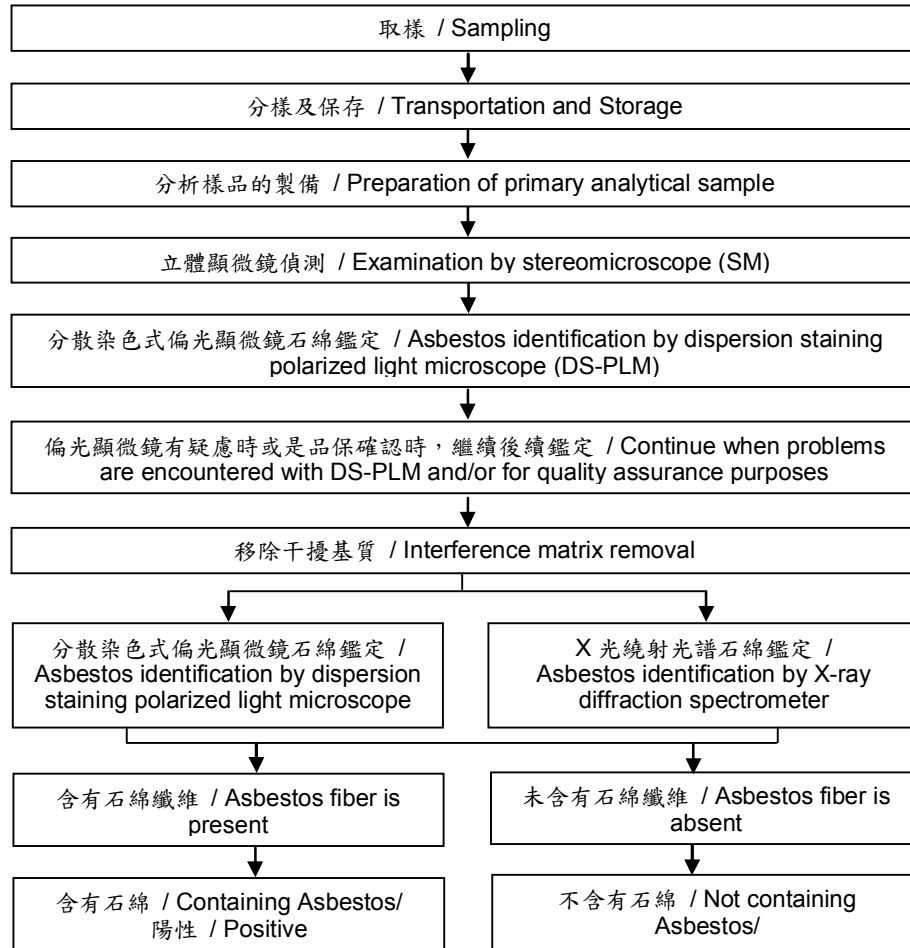 取樣 / Sampling
分樣及保存 / Transportation and Storage
分析樣品的製備 / Preparation of primary analytical sample
立體顯微鏡偵測 / Examination by stereomicroscope (SM)
分散染色式偏光顯微鏡石綿鑑定 / Asbestos identification by dispersion staining
polarized light microscope (DS-PLM)
偏光顯微鏡有疑慮時或是品保確認時，繼續後續鑑定 / Continue when problems
are encountered with DS-PLM and/or for quality assurance purposes
移除干擾基質 / Interference matrix removal
分散染色式偏光顯微鏡石綿鑑定 /
Asbestos identification by dispersion
staining polarized light microscope
X 光繞射光譜石綿鑑定 /
Asbestos identification by X-ray
diffraction spectrometer
含有石綿纖維 / Asbestos fiber is
present
未含有石綿纖維 / Asbestos fiber is
absent
含有石綿 / Containing Asbestos/
陽性 / Positive
不含有石綿 / Not containing
Asbestos/